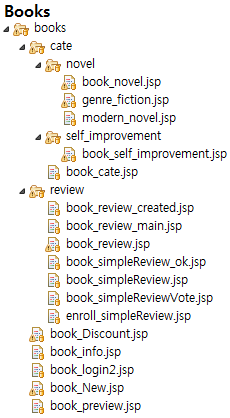 Books
books
cate
novel
book_novel.jsp
genre_fiction.jsp
modern_novel.jsp
self_improvement
book_self_improvement.jsp
book_cate.jsp
review
book_review_created.jsp
book_review_main.jsp
book_review.jsp
book_simpleReview_ok.jsp
book_simpleReview.jsp
book_simpleReviewVote.jsp
enroll_simpleReview.jsp
book_Discount.jsp
book_info.jsp
book_login2.jsp
book_New.jsp
book_preview.jsp